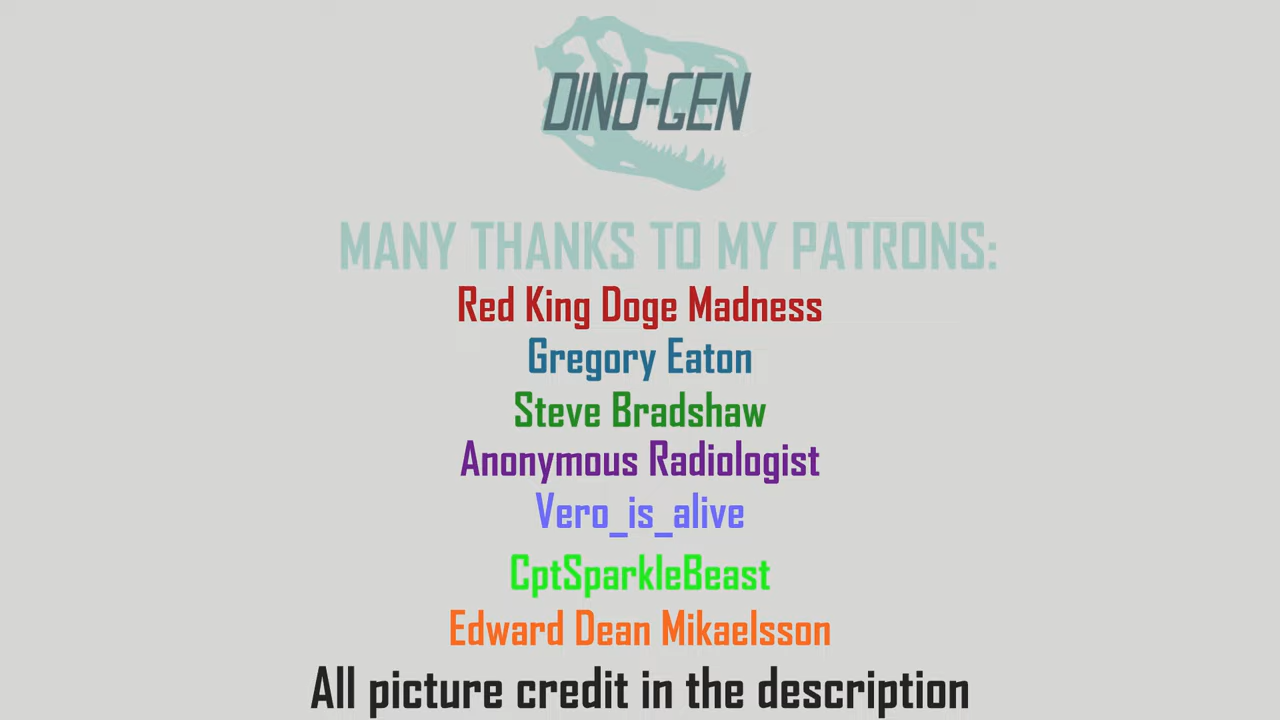 DINO-GEN
MANY THANKS TO MY PATRONS:
Red King Doge Madness
Gregory Eaton
Steve Bradshaw
Anonymous Radiologist
Vero_is_alive
CptSparkleBeast
Edward Dean Mikaelsson
All picture credit in the description